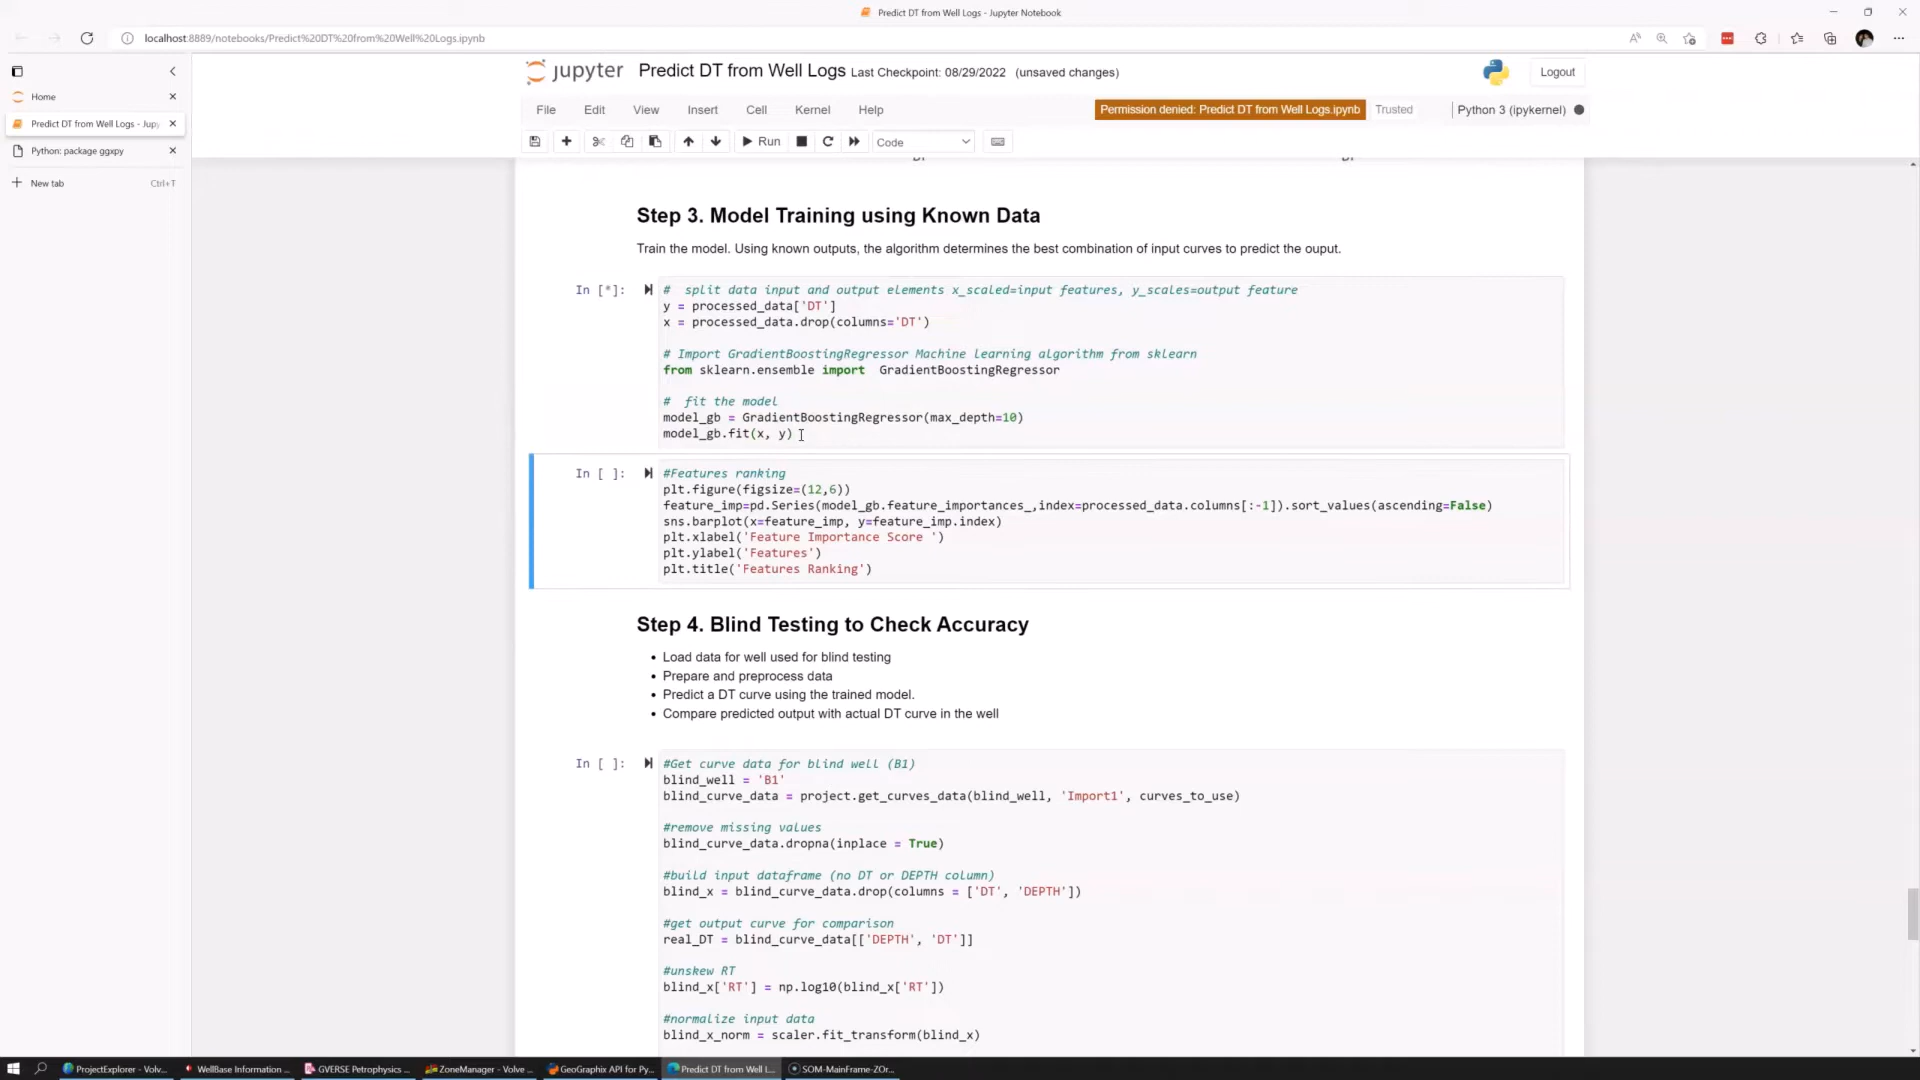 Predict DT from Well Logs - Jupyter Notebook
localhost:8889/notebooks/Predict%20DT%20from%20Well%20Logs.ipynb
Home
Predict DT from Well Logs - Jupy
Python: package ggxpy
New tab Ctrl+T
jupyter Predict DT from Well Logs Last Checkpoint: 08/29/2022 (unsaved changes) Logout
File Edit View Insert Cell Kernel Help Permission denied: Predict DT from Well Logs.ipynb Trusted Python 3 (ipykernel)
Run Code
DT DT
Step 3. Model Training using Known Data
Train the model. Using known outputs, the algorithm determines the best combination of input curves to predict the ouput.
In [*]: # split data input and output elements x_scaled=input features, y_scales=output feature
y = processed_data['DT']
x = processed_data.drop(columns='DT')
# Import GradientBoostingRegressor Machine learning algorithm from sklearn
from sklearn.ensemble import GradientBoostingRegressor
# fit the model
model_gb = GradientBoostingRegressor(max_depth=10)
model_gb.fit(x, y)
In [ ]: #Features ranking
plt.figure(figsize=(12,6))
feature_imp=pd.Series(model_gb.feature_importances_,index=processed_data.columns[:-1]).sort_values(ascending=False)
sns.barplot(x=feature_imp, y=feature_imp.index)
plt.xlabel('Feature Importance Score ')
plt.ylabel('Features')
plt.title('Features Ranking')
Step 4. Blind Testing to Check Accuracy
• Load data for well used for blind testing
• Prepare and preprocess data
• Predict a DT curve using the trained model.
• Compare predicted output with actual DT curve in the well
In [ ]: #Get curve data for blind well (B1)
blind_well = 'B1'
blind_curve_data = project.get_curves_data(blind_well, 'Import1', curves_to_use)
#remove missing values
blind_curve_data.dropna(inplace = True)
#build input dataframe (no DT or DEPTH column)
blind_x = blind_curve_data.drop(columns = ['DT', 'DEPTH'])
#get output curve for comparison
real_DT = blind_curve_data[['DEPTH', 'DT']]
#unskew RT
blind_x['RT'] = np.log10(blind_x['RT'])
#normalize input data
blind_x_norm = scaler.fit_transform(blind_x)
ProjectExplorer - Volv... WellBase Information ... GVERSE Petrophysics ... ZoneManager - Volve ... GeoGraphix API for Py... Predict DT from Well L... SOM-MainFrame-ZOr...